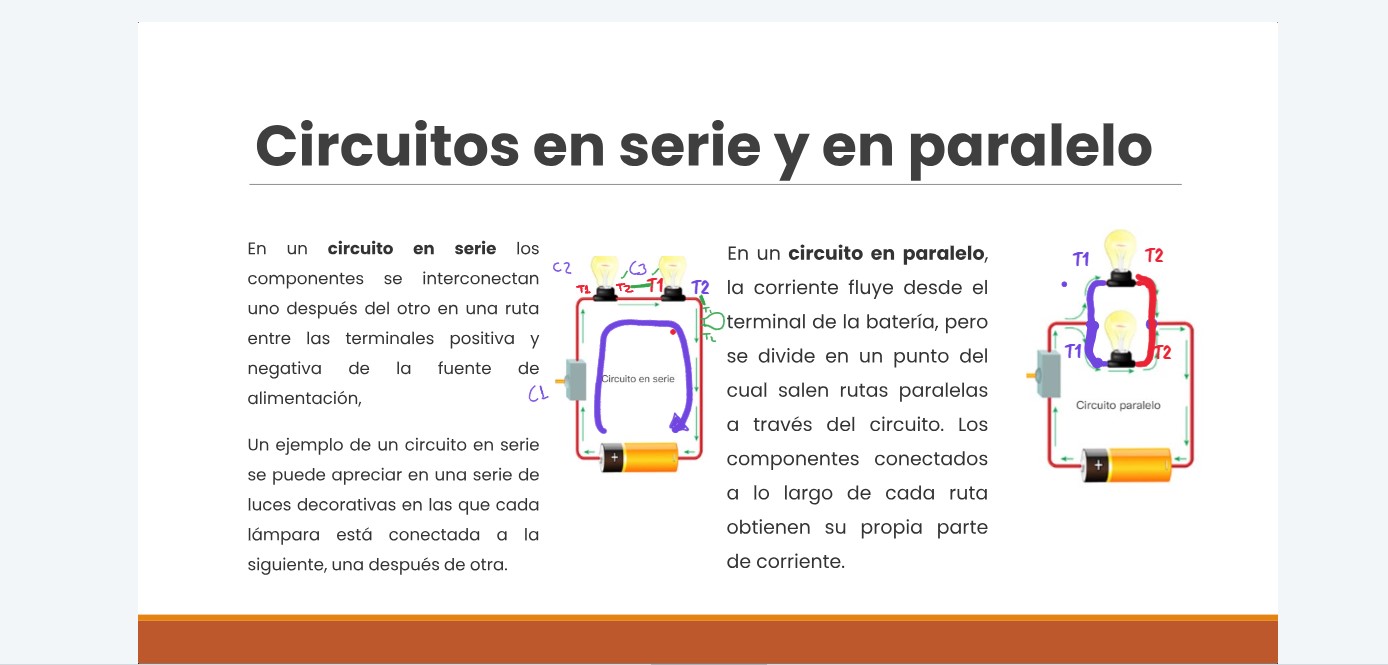 Circuitos en serie y en paralelo
En un circuito en serie los
componentes se interconectan
uno después del otro en una ruta
entre las terminales positiva y
negativa de la fuente de
alimentación,
Un ejemplo de un circuito en serie
se puede apreciar en una serie de
luces decorativas en las que cada
lámpara está conectada a la
siguiente, una después de otra.
C2
C3
T1
T2
T1
T2
T1
T2
C1
Circuito en serie
+
En un circuito en paralelo,
la corriente fluye desde el
terminal de la batería, pero
se divide en un punto del
cual salen rutas paralelas
a través del circuito. Los
componentes conectados
a lo largo de cada ruta
obtienen su propia parte
de corriente.
T1
T2
T1
T2
Circuito paralelo
+